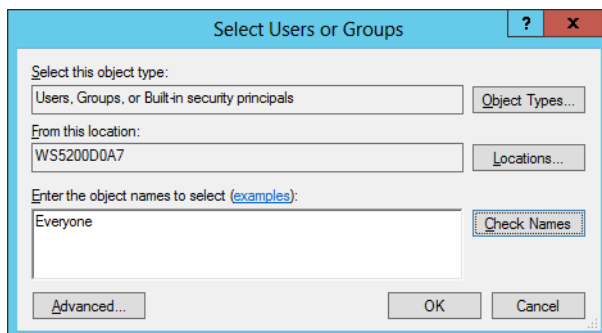 Select Users or Groups
? x
Select this object type:
Users, Groups, or Built-in security principals
Object Types...
From this location:
WS5200D0A7
Locations...
Enter the object names to select (examples):
Everyone
Check Names
Advanced...
OK
Cancel